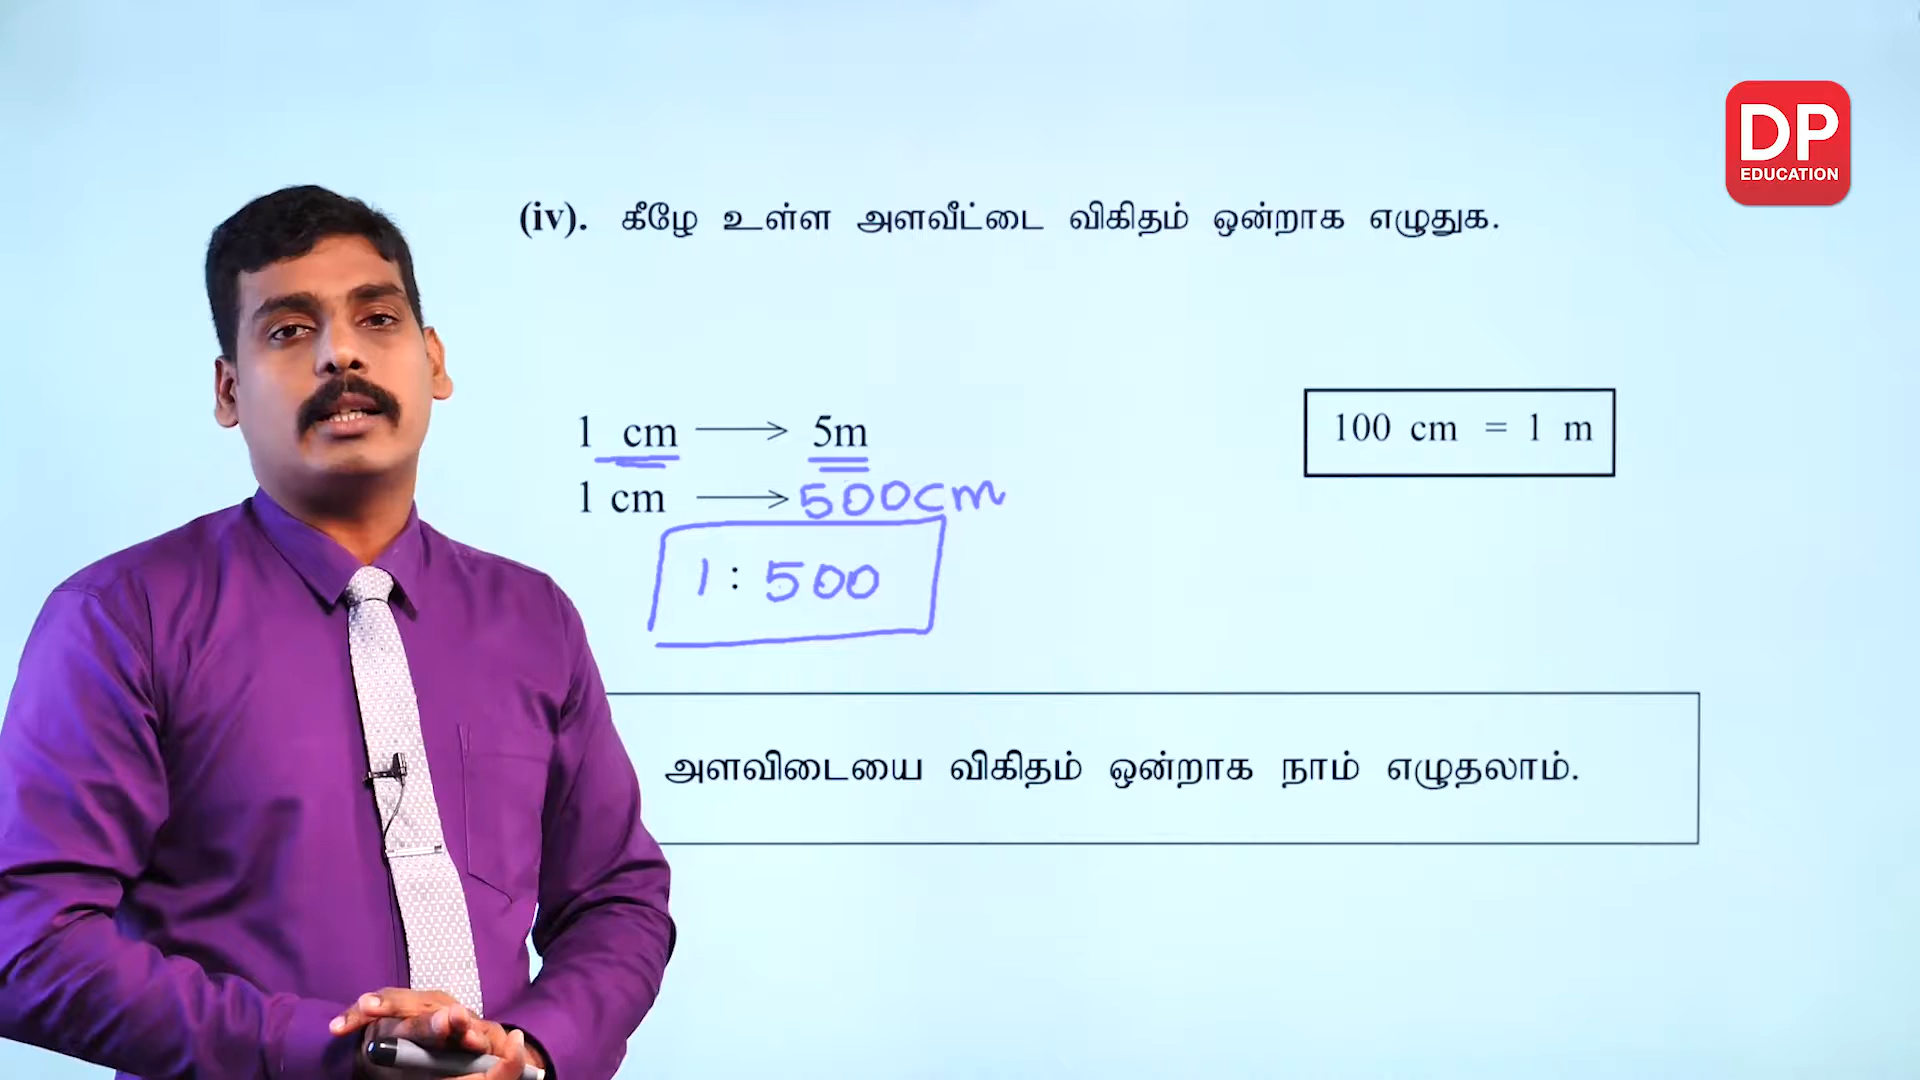 DP
EDUCATION
(iv). கீழே உள்ள அளவீட்டை விகிதம் ஒன்றாக எழுதுக.
1 cm ⟶ 5m
100 cm = 1 m
1 cm ⟶ 500cm
1 : 500
அளவிடையை விகிதம் ஒன்றாக நாம் எழுதலாம்.